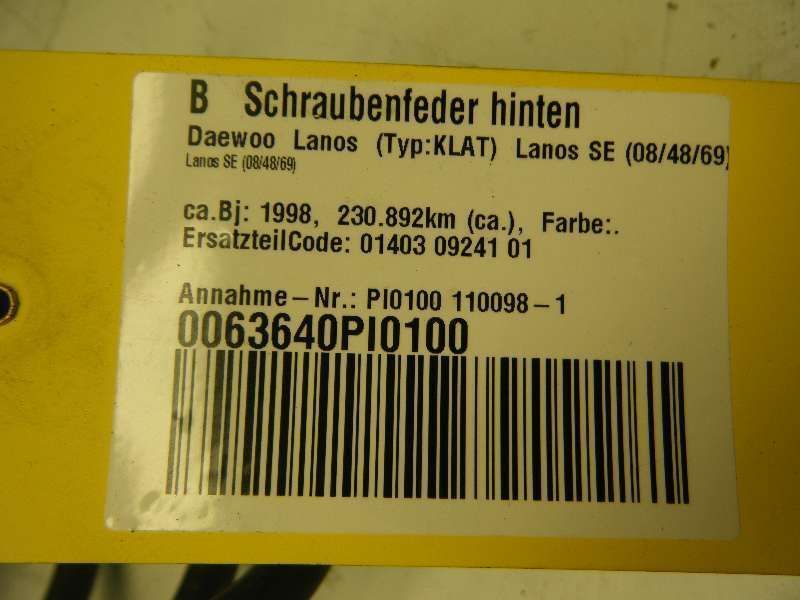 B Schraubenfeder hinten
Daewoo Lanos (Typ:KLAT) Lanos SE (08/48/69)
Lanos SE (08/48/69)
ca.Bj: 1998, 230.892km (ca.), Farbe:.
ErsatzteilCode: 01403 09241 01
Annahme-Nr.: PI0100 110098-1
0063640PI0100